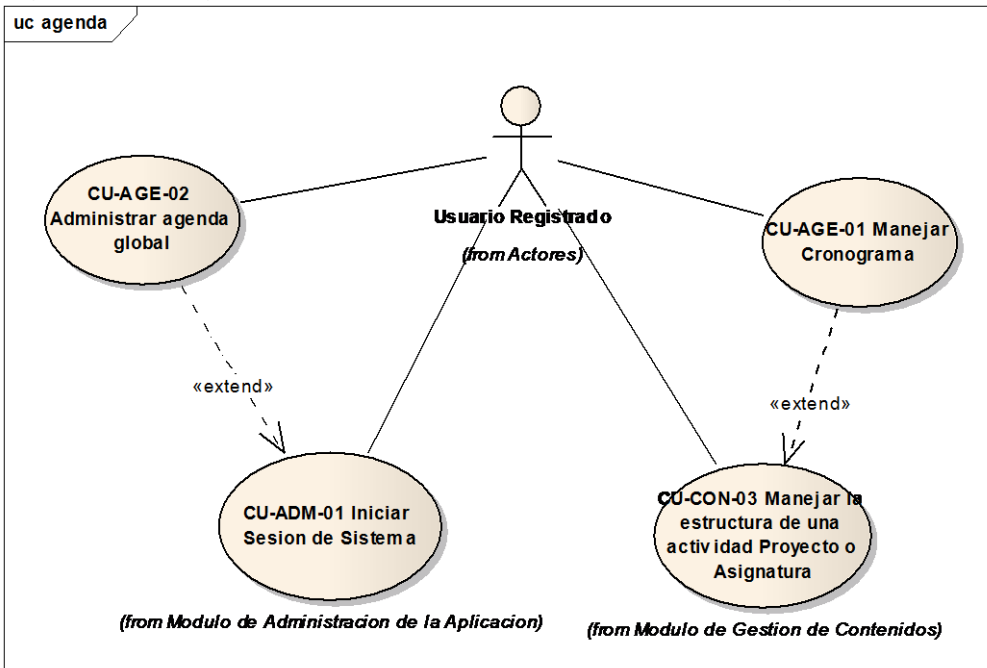 uc agenda
CU-AGE-02
Administrar agenda
global
Usuario Registrado
(from Actores)
CU-AGE-01 Manejar
Cronograma
«extend»
«extend»
CU-ADM-01 Iniciar
Sesion de Sistema
(from Modulo de Administracion de la Aplicacion)
CU-CON-03 Manejar la
estructura de una
actividad Proyecto o
Asignatura
(from Modulo de Gestion de Contenidos)